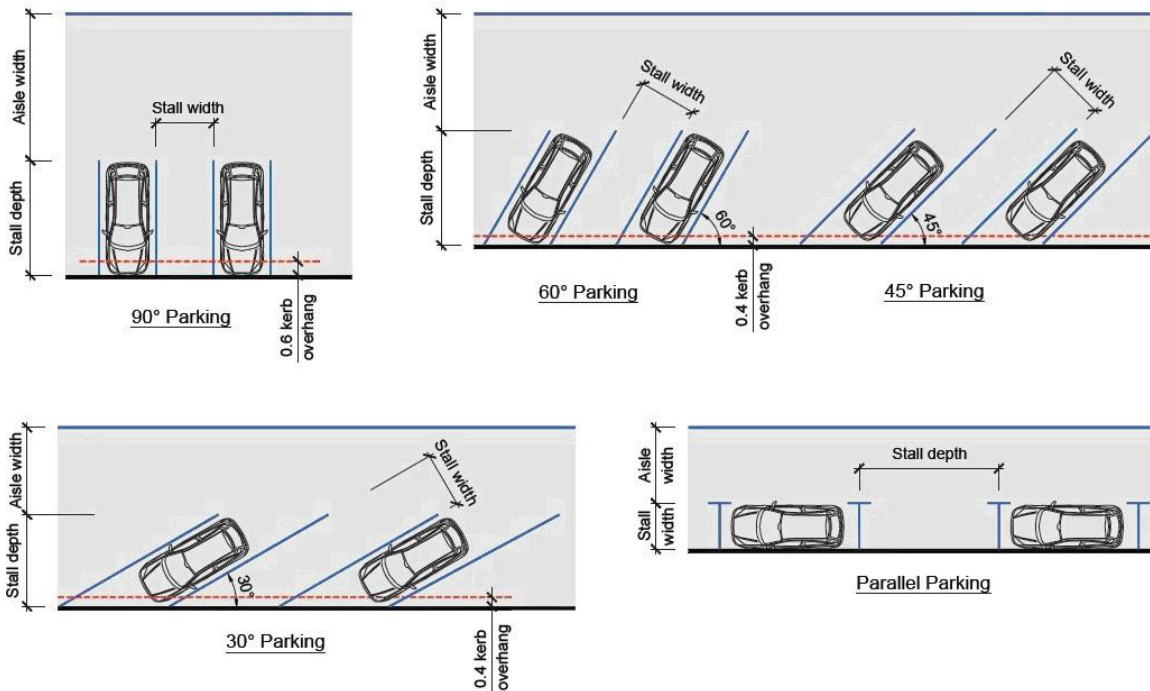 Aisle width
Stall depth
Stall width
0.6 kerb
overhang
90° Parking
Aisle width
Stall depth
Stall width
60°
Stall width
45°
0.4 kerb
overhang
60° Parking
45° Parking
Aisle width
Stall depth
Stall width
30°
0.4 kerb
overhang
30° Parking
Aisle
width
Stall
width
Stall depth
Parallel Parking